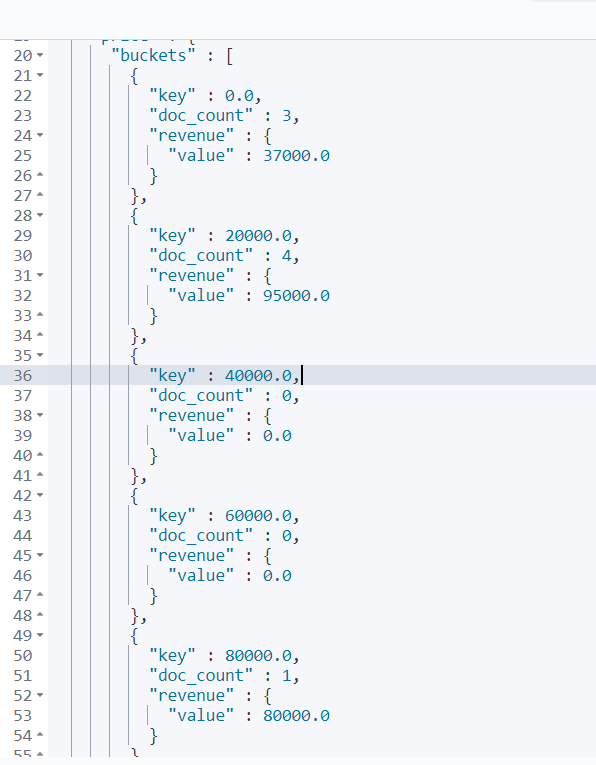 20 "buckets" : [
21 {
22 "key" : 0.0,
23 "doc_count" : 3,
24 "revenue" : {
25 "value" : 37000.0
26 }
27 },
28 {
29 "key" : 20000.0,
30 "doc_count" : 4,
31 "revenue" : {
32 "value" : 95000.0
33 }
34 },
35 {
36 "key" : 40000.0,
37 "doc_count" : 0,
38 "revenue" : {
39 "value" : 0.0
40 }
41 },
42 {
43 "key" : 60000.0,
44 "doc_count" : 0,
45 "revenue" : {
46 "value" : 0.0
47 }
48 },
49 {
50 "key" : 80000.0,
51 "doc_count" : 1,
52 "revenue" : {
53 "value" : 80000.0
54 }
55 }